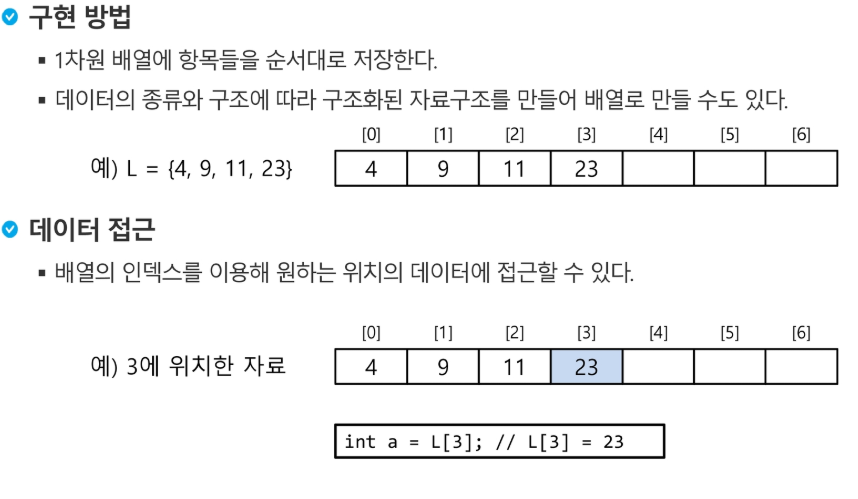 구현 방법
1차원 배열에 항목들을 순서대로 저장한다.
데이터의 종류와 구조에 따라 구조화된 자료구조를 만들어 배열로 만들 수도 있다.
[0] [1] [2] [3] [4] [5] [6]
예) L = {4, 9, 11, 23} 4 9 11 23
데이터 접근
배열의 인덱스를 이용해 원하는 위치의 데이터에 접근할 수 있다.
[0] [1] [2] [3] [4] [5] [6]
예) 3에 위치한 자료 4 9 11 23
int a = L[3]; // L[3] = 23